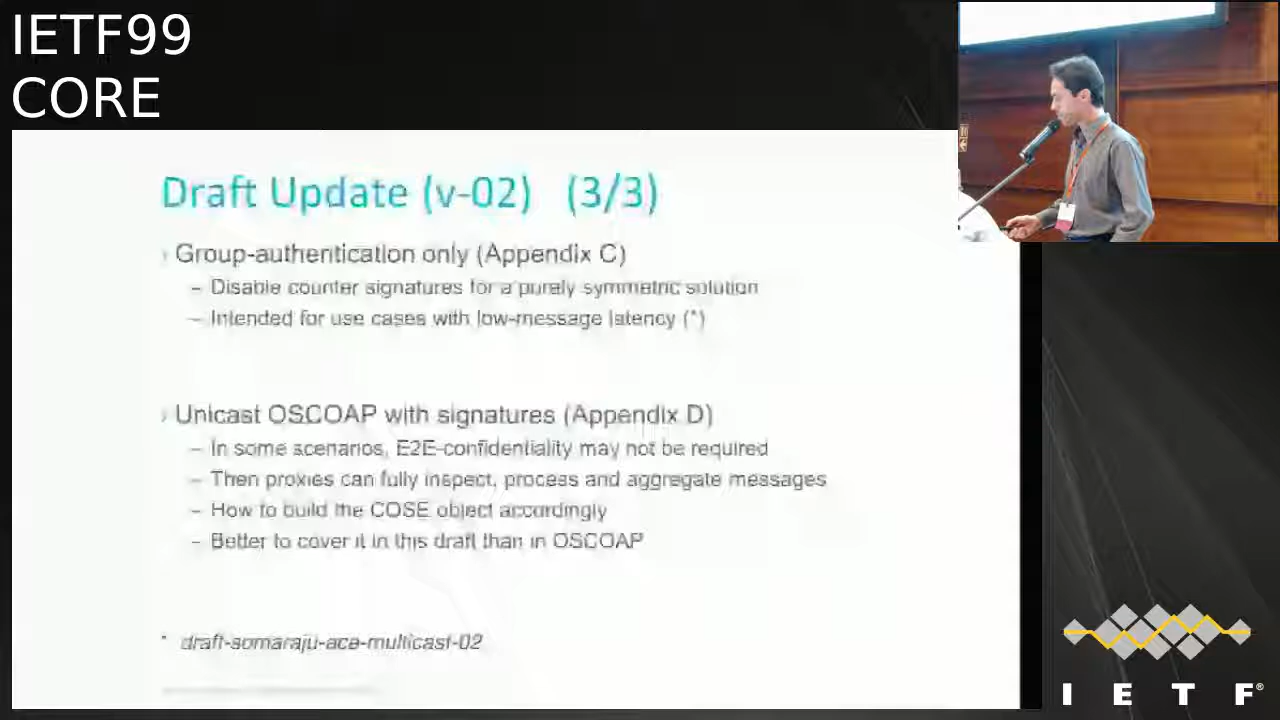 IETF99
CORE
Draft Update (v-02) (3/3)
› Group-authentication only (Appendix C)
– Disable counter signatures for a purely symmetric solution
– Intended for use cases with low-message latency (*)
› Unicast OSCOAP with signatures (Appendix D)
– In some scenarios, E2E-confidentiality may not be required
– Then proxies can fully inspect, process and aggregate messages
– How to build the COSE object accordingly
– Better to cover it in this draft than in OSCOAP
* draft-somaraju-ace-multicast-02
I E T F®